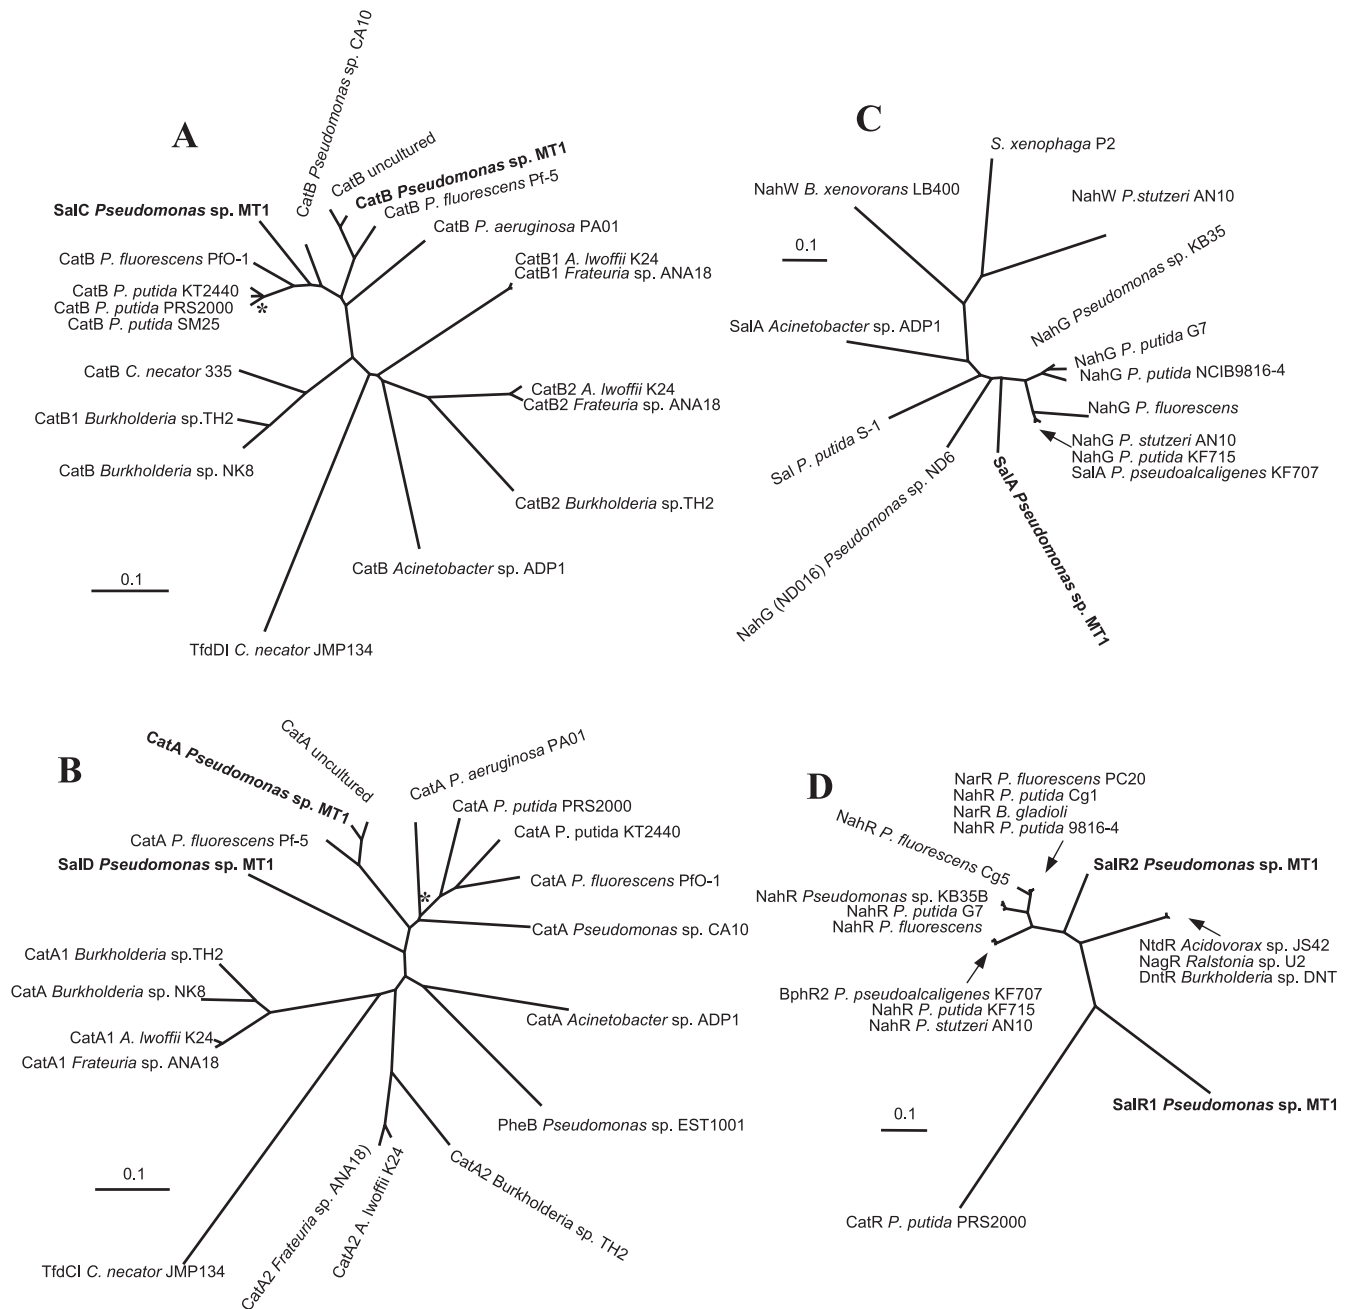 A
CatB Pseudomonas sp. CA10
CatB uncultured
CatB Pseudomonas sp. MT1
CatB P. fluorescens Pf-5
SalC Pseudomonas sp. MT1
CatB P. aeruginosa PA01
CatB P. fluorescens PfO-1
CatB1 A. lwoffii K24
CatB1 Frateuria sp. ANA18
CatB P. putida KT2440
CatB P. putida PRS2000
*
CatB P. putida SM25
CatB C. necator 335
CatB2 A. lwoffii K24
CatB2 Frateuria sp. ANA18
CatB1 Burkholderia sp.TH2
CatB Burkholderia sp. NK8
CatB2 Burkholderia sp.TH2
CatB Acinetobacter sp. ADP1
0.1
TfdDI C. necator JMP134
C
S. xenophaga P2
NahW B. xenovorans LB400
NahW P.stutzeri AN10
0.1
NahG Pseudomonas sp. KB35
SalA Acinetobacter sp. ADP1
NahG P. putida G7
NahG P. putida NCIB9816-4
NahG P. fluorescens
NahG P. stutzeri AN10
NahG P. putida KF715
SalA P. pseudoalcaligenes KF707
Sal P. putida S-1
NahG (ND016) Pseudomonas sp. ND6
SalA Pseudomonas sp. MT1
B
CatA Pseudomonas sp. MT1
CatA uncultured
CatA P. aeruginosa PA01
CatA P. putida PRS2000
CatA P. putida KT2440
CatA P. fluorescens Pf-5
SalD Pseudomonas sp. MT1
CatA P. fluorescens PfO-1
*
CatA Pseudomonas sp. CA10
CatA1 Burkholderia sp.TH2
CatA Burkholderia sp. NK8
CatA Acinetobacter sp. ADP1
CatA1 A. lwoffii K24
CatA1 Frateuria sp. ANA18
PheB Pseudomonas sp. EST1001
0.1
CatA2 Frateuria sp. ANA18)
CatA2 A. lwoffii K24
CatA2 Burkholderia sp. TH2
TfdCI C. necator JMP134
D
NarR P. fluorescens PC20
NahR P. putida Cg1
NarR B. gladioli
NahR P. putida 9816-4
NahR P. fluorescens Cg5
SalR2 Pseudomonas sp. MT1
NahR Pseudomonas sp. KB35B
NahR P. putida G7
NahR P. fluorescens
NtdR Acidovorax sp. JS42
NagR Ralstonia sp. U2
DntR Burkholderia sp. DNT
BphR2 P. pseudoalcaligenes KF707
NahR P. putida KF715
NahR P. stutzeri AN10
SalR1 Pseudomonas sp. MT1
0.1
CatR P. putida PRS2000